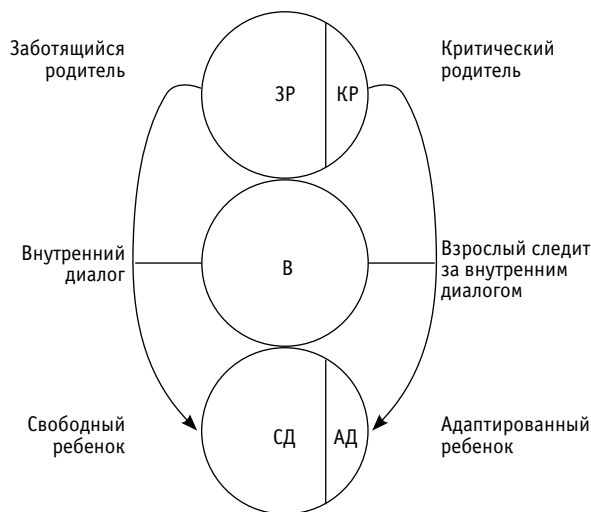 Заботящийся
родитель
ЗР
КР
Критический
родитель
Внутренний
диалог
В
Взрослый следит
за внутренним
диалогом
Свободный
ребенок
СД
АД
Адаптированный
ребенок